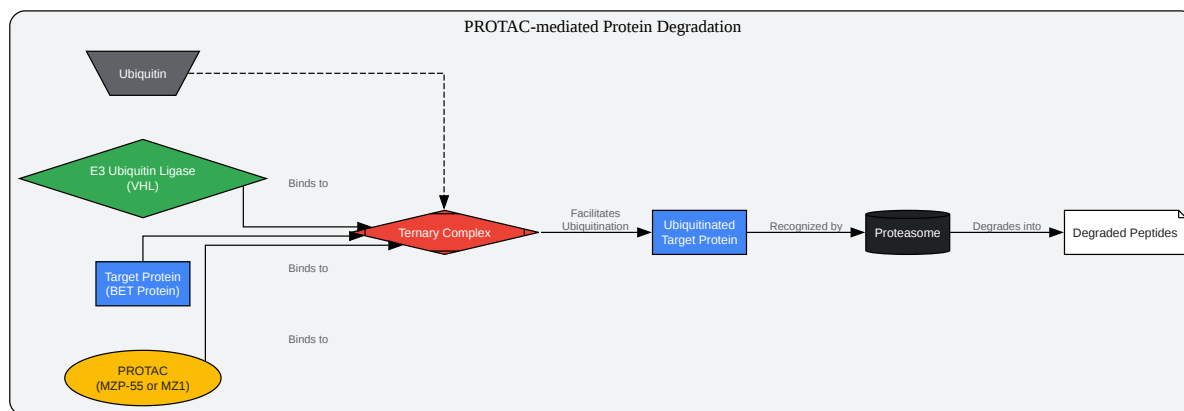 PROTAC-mediated Protein Degradation
Ubiquitin
E3 Ubiquitin Ligase
(VHL)
Binds to
Target Protein
(BET Protein)
Binds to
PROTAC
(MZP-55 or MZ1)
Binds to
Ternary Complex
Facilitates
Ubiquitination
Ubiquitinated
Target Protein
Recognized by
Proteasome
Degrades into
Degraded Peptides